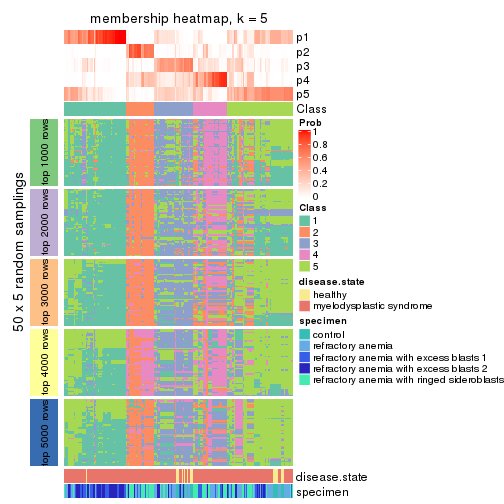 membership heatmap, k = 5
p1
p2
p3
p4
p5
Class
50 x 5 random samplings
top 1000 rows
top 2000 rows
top 3000 rows
top 4000 rows
top 5000 rows
disease.state
specimen
Prob
1
0.8
0.6
0.4
0.2
0
Class
1
2
3
4
5
disease.state
healthy
myelodysplastic syndrome
specimen
control
refractory anemia
refractory anemia with excess blasts 1
refractory anemia with excess blasts 2
refractory anemia with ringed sideroblasts